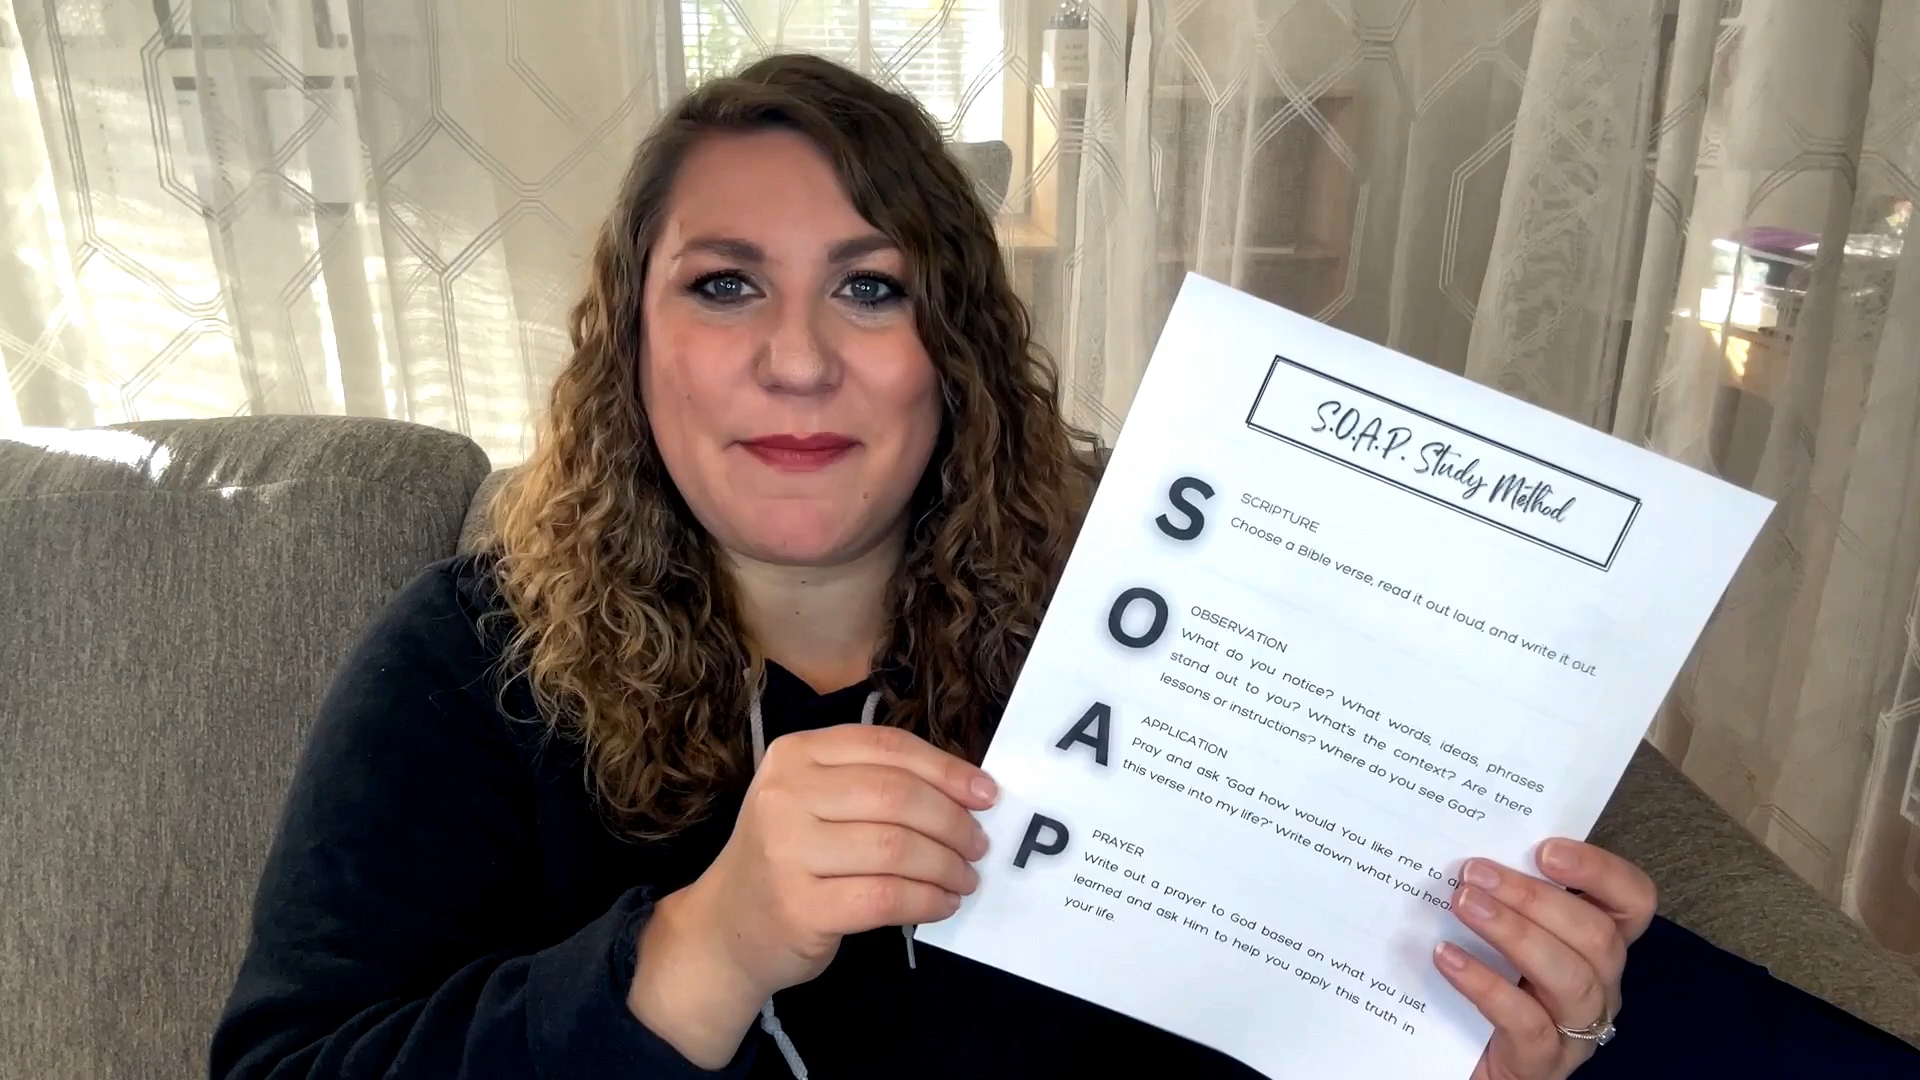 S.O.A.P. Study Method
S
SCRIPTURE
Choose a Bible verse, read it out loud, and write it out.
O
OBSERVATION
What do you notice? What words, ideas, phrases
stand out to you? What's the context? Are there
lessons or instructions? Where do you see God?
A
APPLICATION
Pray and ask "God how would You like me to
this verse into my life?" Write down what you hear
P
PRAYER
Write out a prayer to God based on what you just
learned and ask Him to help you apply this truth in
your life.